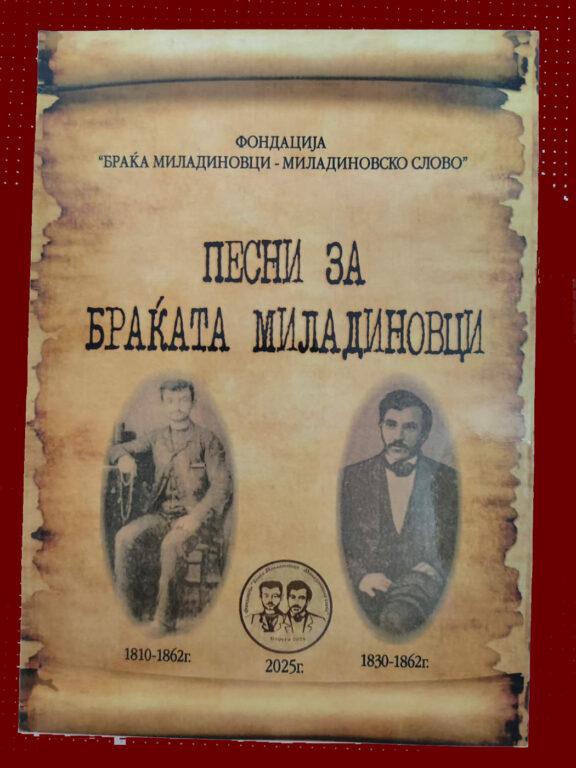 ФОНДАЦИЈА
"БРАЌА МИЛАДИНОВЦИ - МИЛАДИНОВСКО СЛОВО"
ПЕСНИ ЗА
БРАЌАТА МИЛАДИНОВЦИ
1810-1862г.
2025г.
1830-1862г.